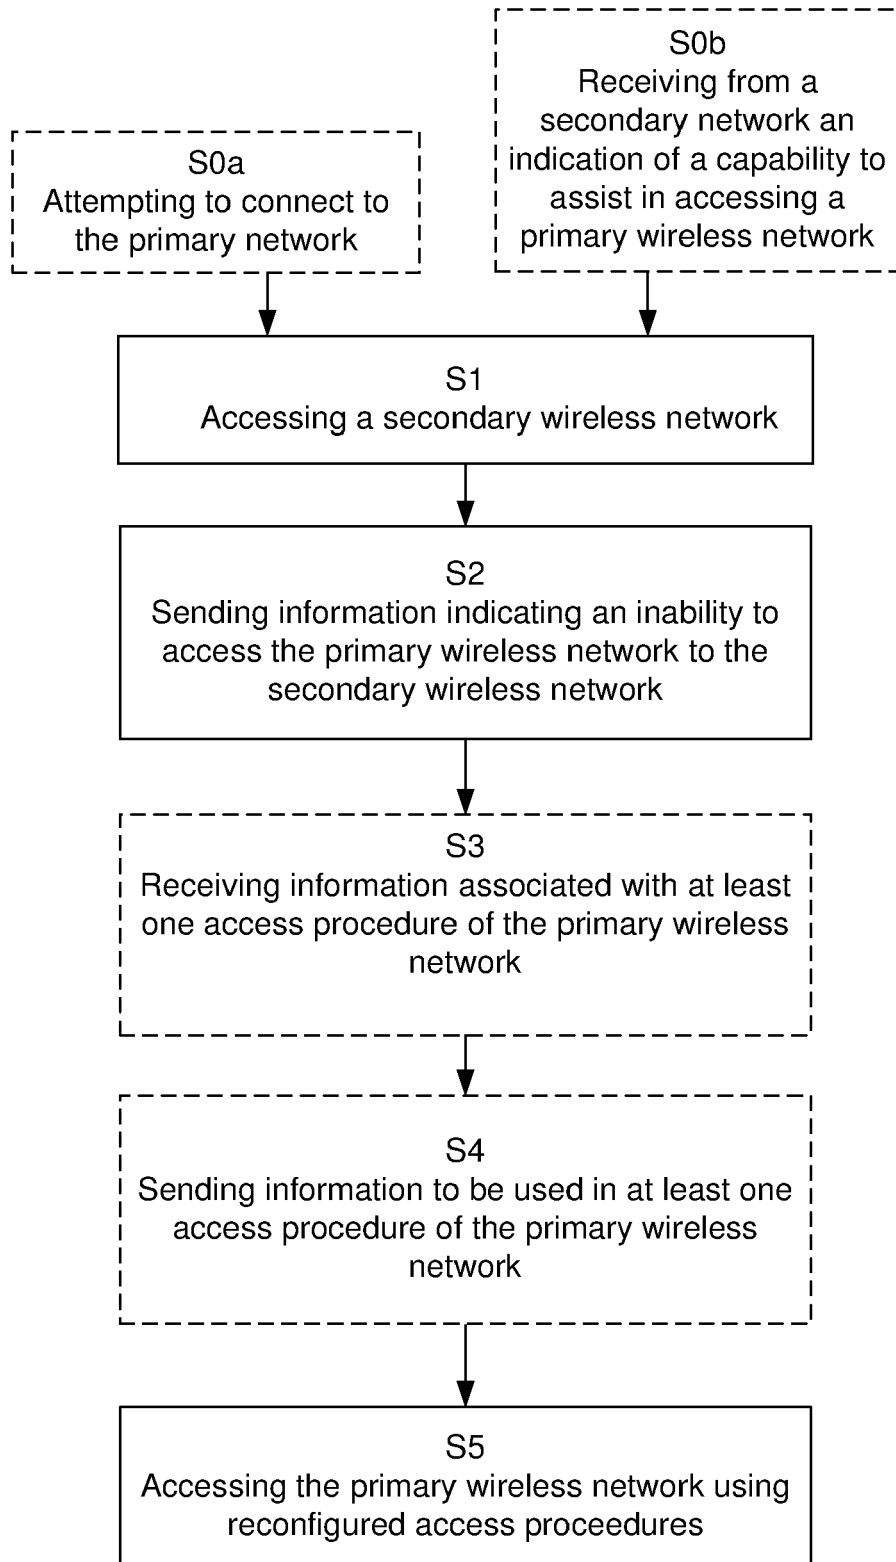 S0a
Attempting to connect to
the primary network
S0b
Receiving from a
secondary network an
indication of a capability to
assist in accessing a
primary wireless network
S1
Accessing a secondary wireless network
S2
Sending information indicating an inability to
access the primary wireless network to the
secondary wireless network
S3
Receiving information associated with at least
one access procedure of the primary wireless
network
S4
Sending information to be used in at least one
access procedure of the primary wireless
network
S5
Accessing the primary wireless network using
reconfigured access proceedures